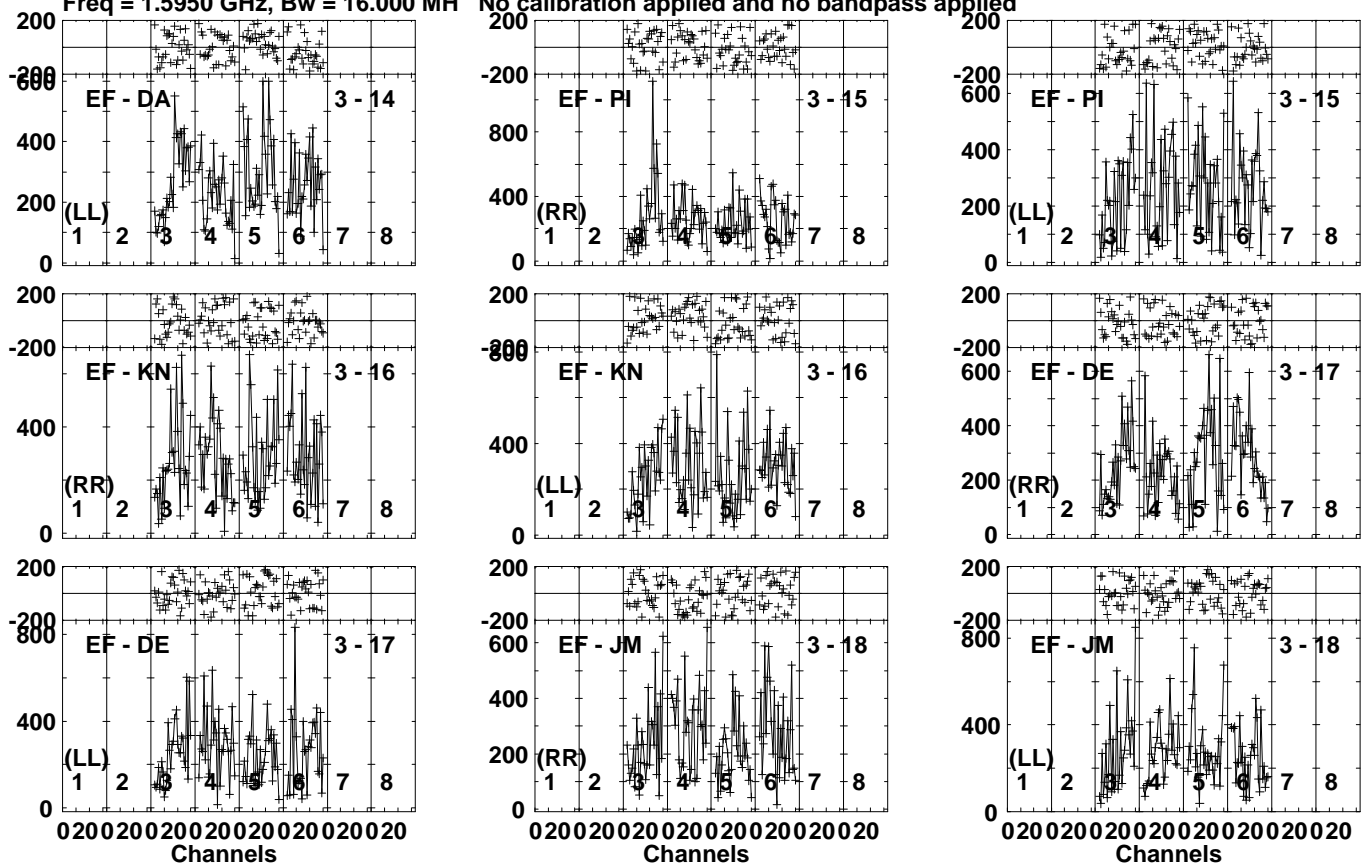 Freq = 1.5950 GHz, Bw = 16.000 MH No calibration applied and no bandpass applied
200 200 200
-200 -200 -200
600 800 600
EF - DA 3 - 14 EF - PI 3 - 15 EF - PI 3 - 15
400 400 400
200 200
(LL) (RR) (LL)
1 2 3 4 5 6 7 8 1 2 3 4 5 6 7 8 1 2 3 4 5 6 7 8
0 0 0
200 200 200
-200 -200 -200
800 600
EF - KN 3 - 16 EF - KN 3 - 16 EF - DE 3 - 17
400 400 400
200
(RR) (LL) (RR)
1 2 3 4 5 6 7 8 1 2 3 4 5 6 7 8 1 2 3 4 5 6 7 8
0 0 0
200 200 200
-200 -200 -200
800 600 800
EF - DE 3 - 17 EF - JM 3 - 18 EF - JM 3 - 18
400 400 400
200
(LL) (RR) (LL)
1 2 3 4 5 6 7 8 1 2 3 4 5 6 7 8 1 2 3 4 5 6 7 8
0 0 0
0 20 0 20 0 20 0 20 0 20 0 20 0 20 0 20 0 20 0 20 0 20 0 20 0 20 0 20 0 20 0 20 0 20 0 20 0 20 0 20 0 20 0 20 0 20 0 20
Channels Channels Channels